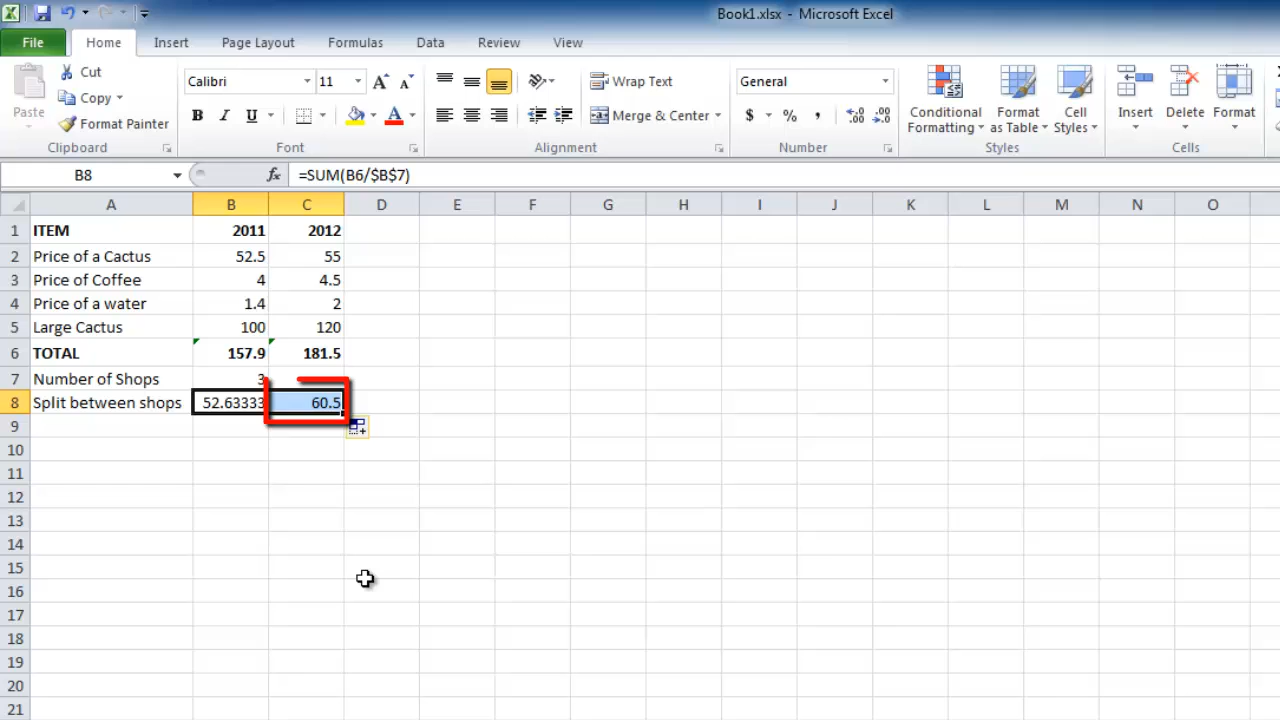 Book1.xlsx - Microsoft Excel
File Home Insert Page Layout Formulas Data Review View
Paste
Cut
Copy
Format Painter
Clipboard
Calibri 11 A A
B I U A
Font
Wrap Text
Merge & Center
Alignment
General
$ % , .00 .00
Number
Conditional Formatting
Format as Table
Cell Styles
Styles
Insert Delete Format
Cells
B8 fx =SUM(B6/$B$7)
A B C D E F G H I J K L M N O
1 ITEM 2011 2012
2 Price of a Cactus 52.5 55
3 Price of Coffee 4 4.5
4 Price of a water 1.4 2
5 Large Cactus 100 120
6 TOTAL 157.9 181.5
7 Number of Shops 3
8 Split between shops 52.63333 60.5
9
10
11
12
13
14
15
16
17
18
19
20
21